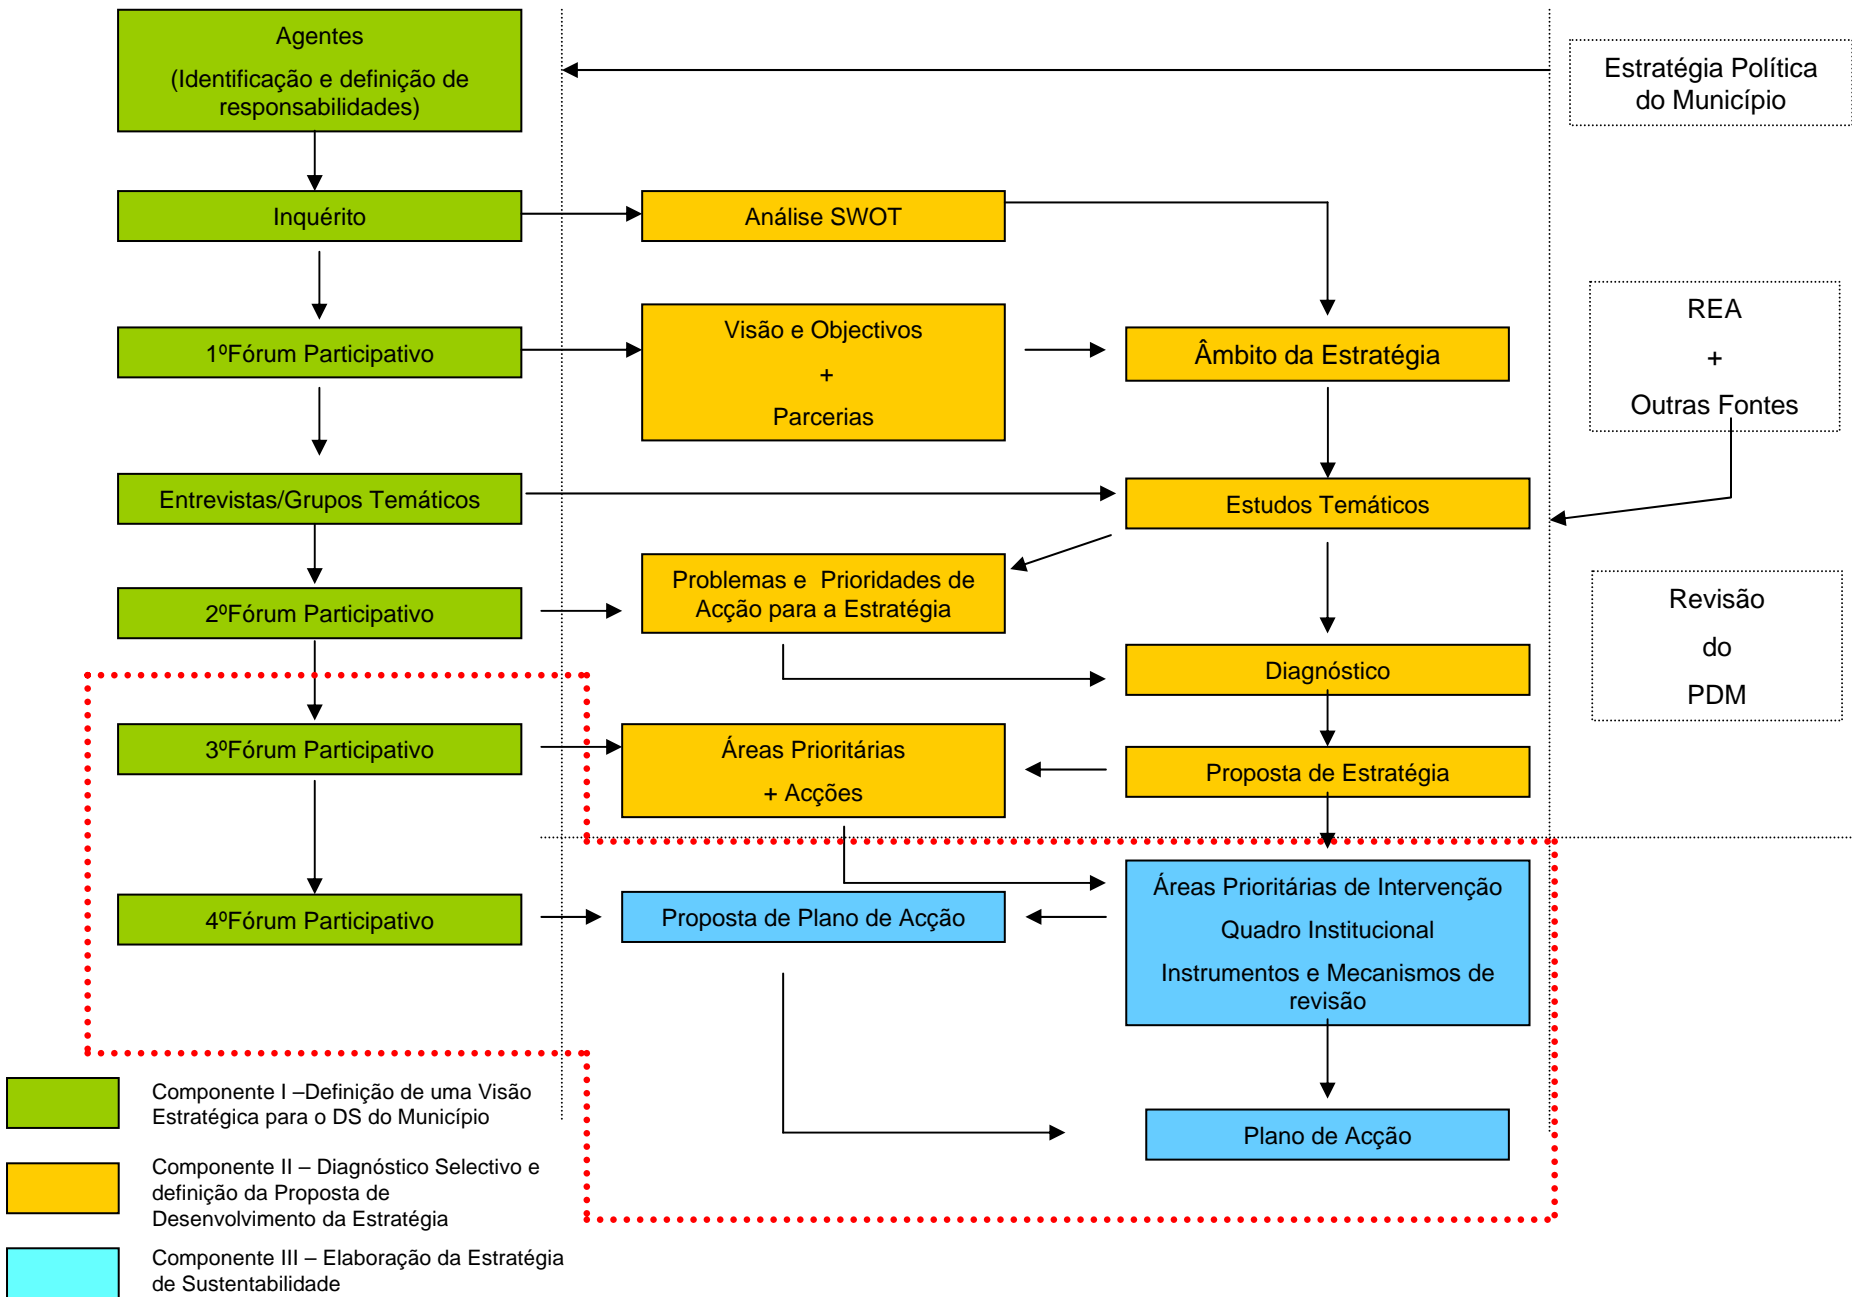 Agentes
(Identificação e definição de
responsabilidades)
Estratégia Política
do Município
Inquérito
Análise SWOT
1ºFórum Participativo
Visão e Objectivos
+
Parcerias
Âmbito da Estratégia
REA
+
Outras Fontes
Entrevistas/Grupos Temáticos
Estudos Temáticos
2ºFórum Participativo
Problemas e Prioridades de
Acção para a Estratégia
Diagnóstico
Revisão
do
PDM
3ºFórum Participativo
Áreas Prioritárias
+ Acções
Proposta de Estratégia
4ºFórum Participativo
Proposta de Plano de Acção
Áreas Prioritárias de Intervenção
Quadro Institucional
Instrumentos e Mecanismos de
revisão
Plano de Acção
Componente I –Definição de uma Visão
Estratégica para o DS do Município
Componente II – Diagnóstico Selectivo e
definição da Proposta de
Desenvolvimento da Estratégia
Componente III – Elaboração da Estratégia
de Sustentabilidade